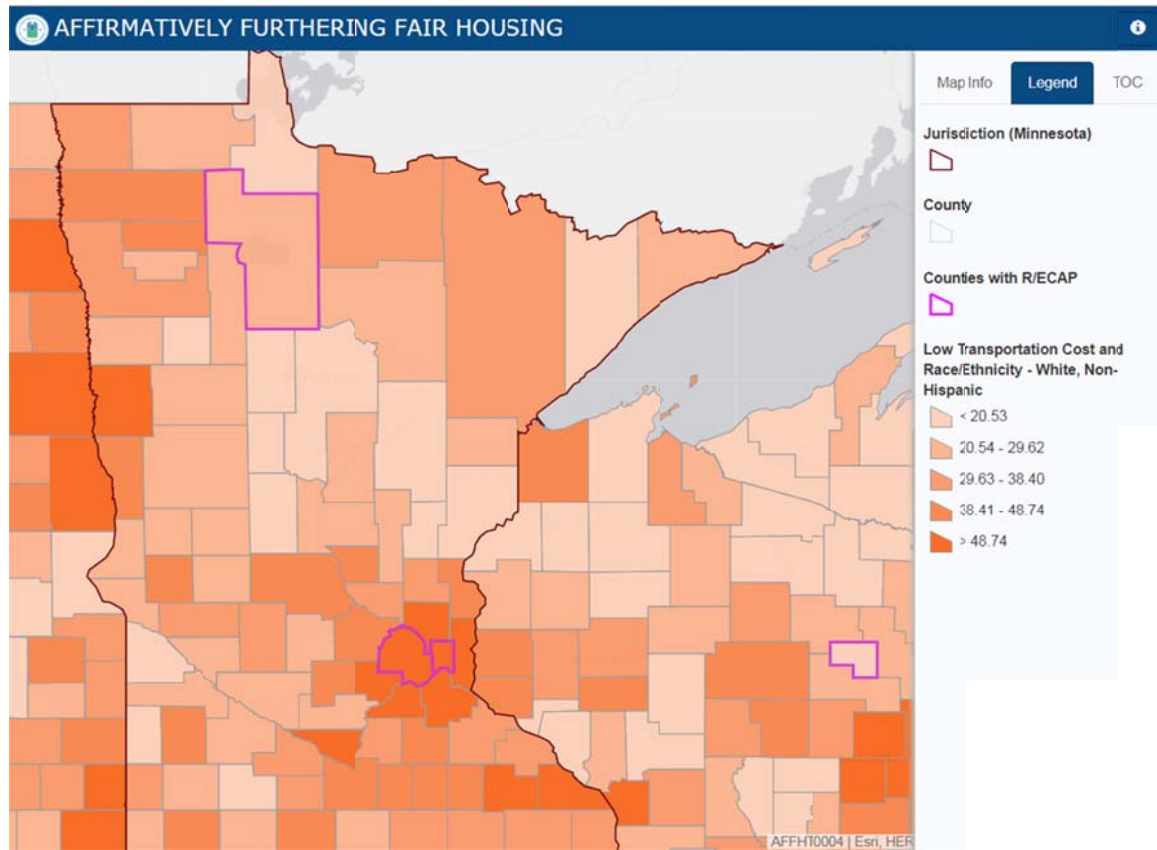 AFFIRMATIVELY FURTHERING FAIR HOUSING
Map Info Legend TOC
Jurisdiction (Minnesota)
County
Counties with R/ECAP
Low Transportation Cost and
Race/Ethnicity - White, Non-
Hispanic
< 20.53
20.54 - 29.62
29.63 - 38.40
38.41 - 48.74
> 48.74
AFFHT0004 | Esri, HER